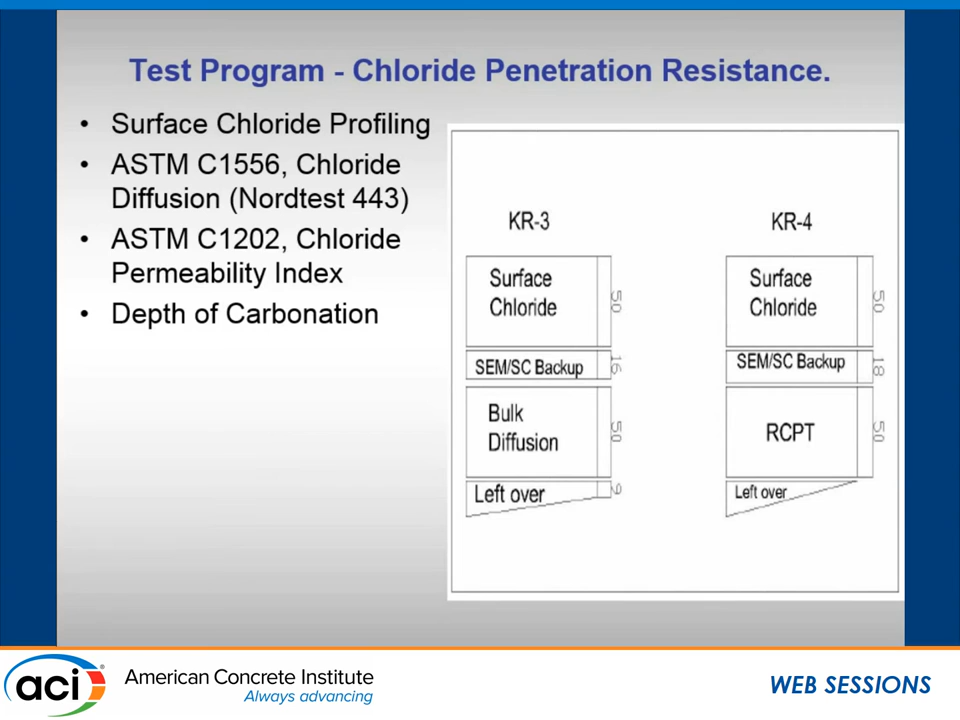 Test Program - Chloride Penetration Resistance.
• Surface Chloride Profiling
• ASTM C1556, Chloride
Diffusion (Nordtest 443)
• ASTM C1202, Chloride
Permeability Index
• Depth of Carbonation
KR-3
Surface
Chloride
50
SEM/SC Backup
16
Bulk
Diffusion
50
Left over
9
KR-4
Surface
Chloride
50
SEM/SC Backup
18
RCPT
50
Left over
aci®
American Concrete Institute
Always advancing
WEB SESSIONS